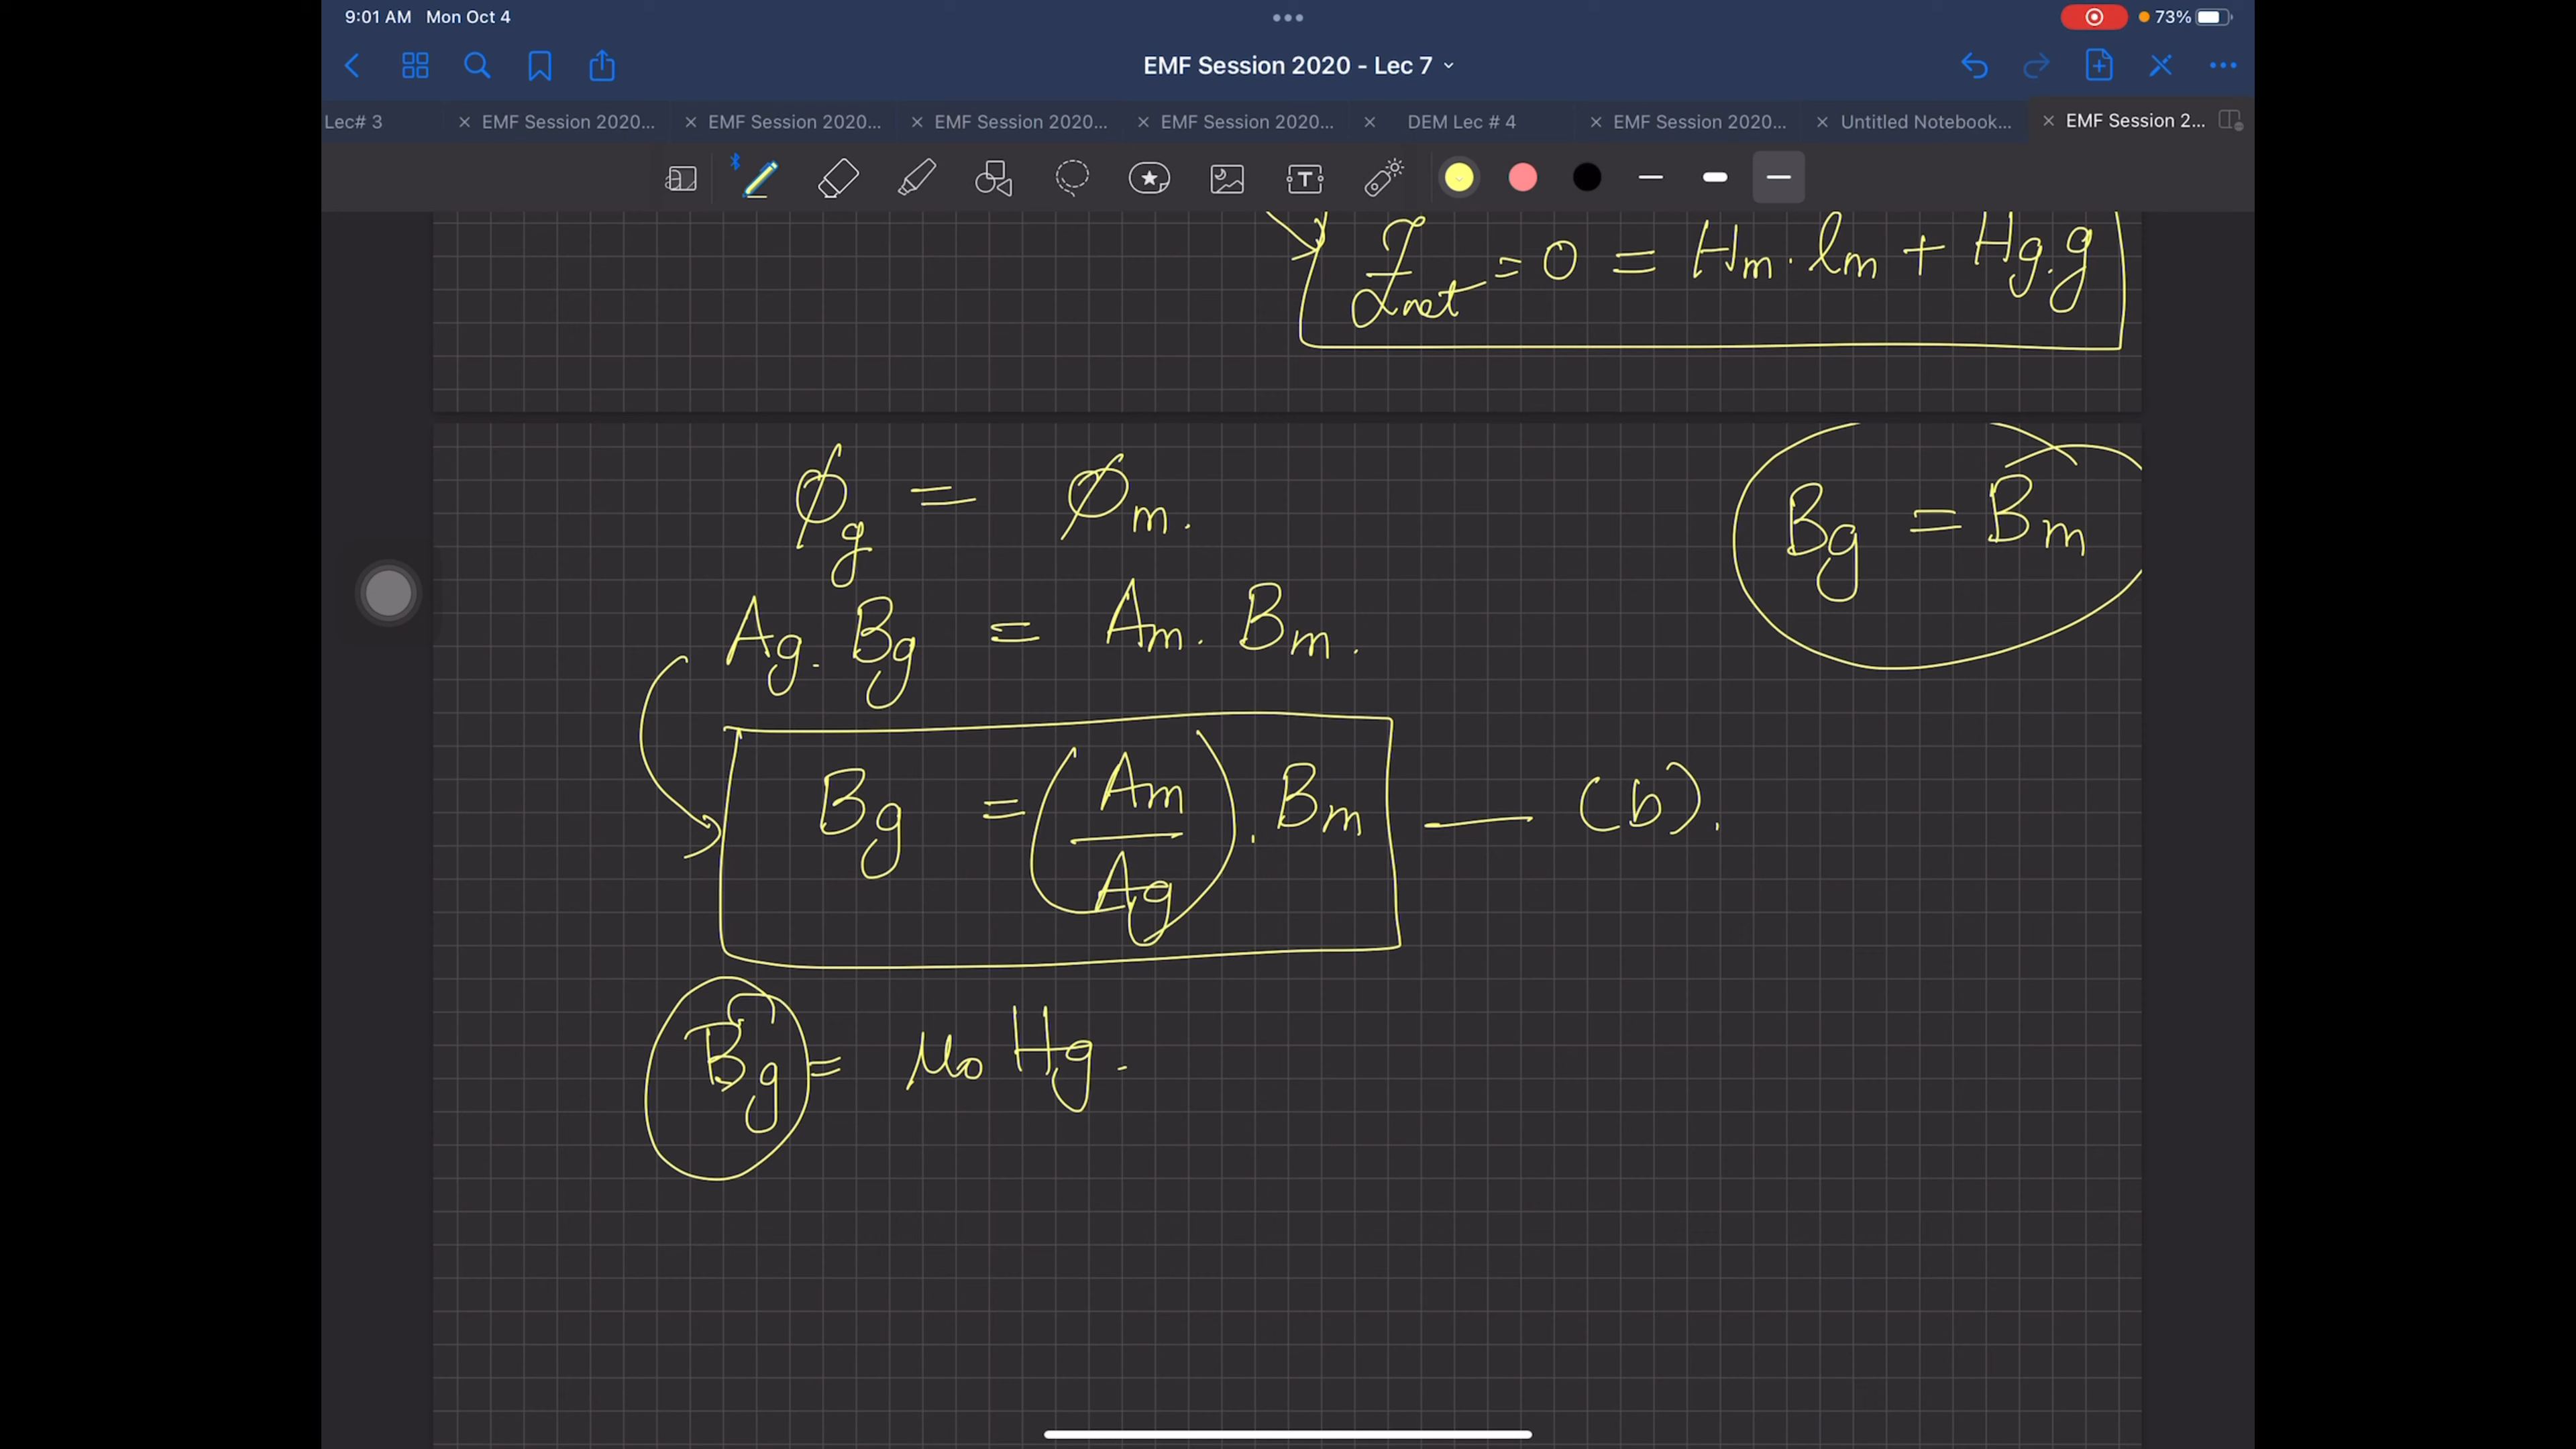 9:01 AM Mon Oct 4
73%
EMF Session 2020 - Lec 7
Lec# 3
EMF Session 2020...
EMF Session 2020...
EMF Session 2020...
EMF Session 2020...
DEM Lec # 4
EMF Session 2020...
Untitled Notebook...
EMF Session 2...
ℱnet = 0 = Hm · lm + Hg. g
ϕg = ϕm.
Bg = Bm
Ag. Bg = Am. Bm.
Bg = (Am/Ag) . Bm — (b).
Bg = μo Hg.